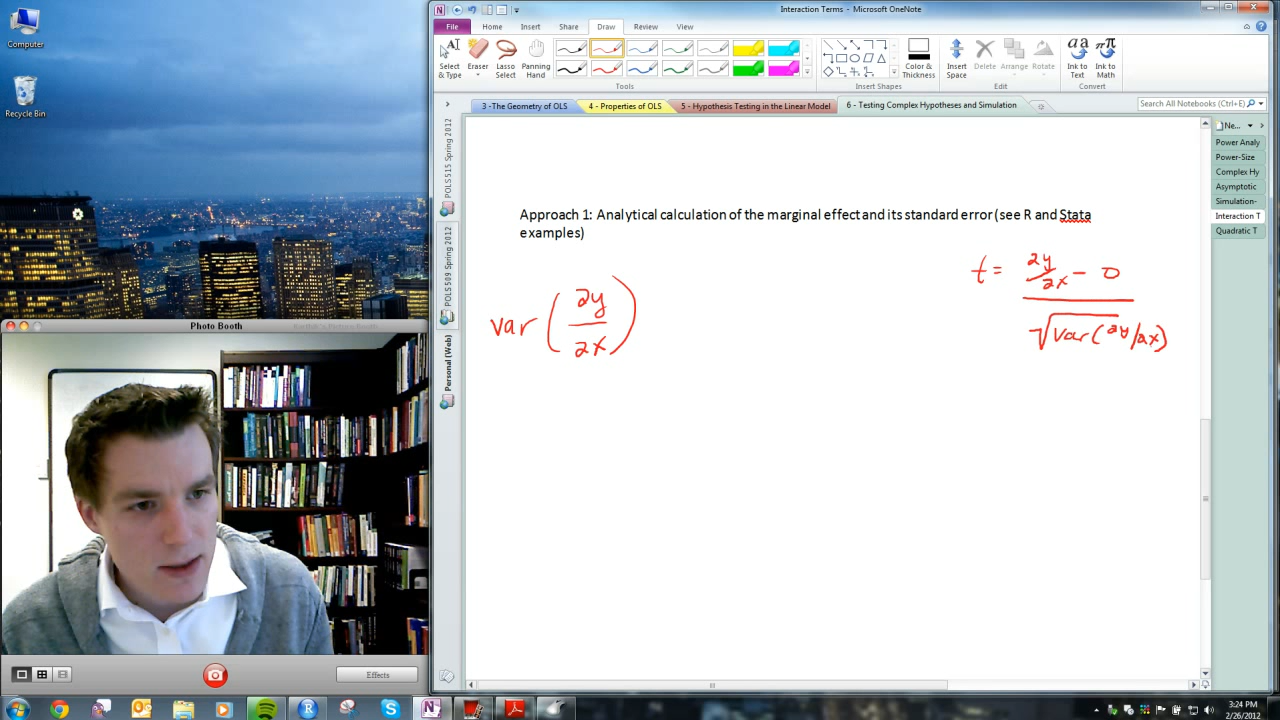 Interaction Terms - Microsoft OneNote
Computer
File Home Insert Share Draw Review View
Select & Type
Eraser
Lasso Select
Panning Hand
Color & Thickness
Insert Space
Delete
Arrange
Rotate
Ink to Text
Ink to Math
Tools
Insert Shapes
Edit
Convert
Recycle Bin
3 -The Geometry of OLS
4 - Properties of OLS
5 - Hypothesis Testing in the Linear Model
6 - Testing Complex Hypotheses and Simulation
Search All Notebooks (Ctrl+E)
Ne...
Power Analy
Power-Size
Complex Hy
Asymptotic
Simulation-
Interaction T
Quadratic T
POLS 515 Spring 2012
POLS 509 Spring 2012
Personal (Web)
Approach 1: Analytical calculation of the marginal effect and its standard error (see R and Stata
examples)
t = ∂y/∂x - 0
√var(∂y/∂x)
var (∂y/∂x)
Photo Booth
Effects
3:24 PM
2/26/2012